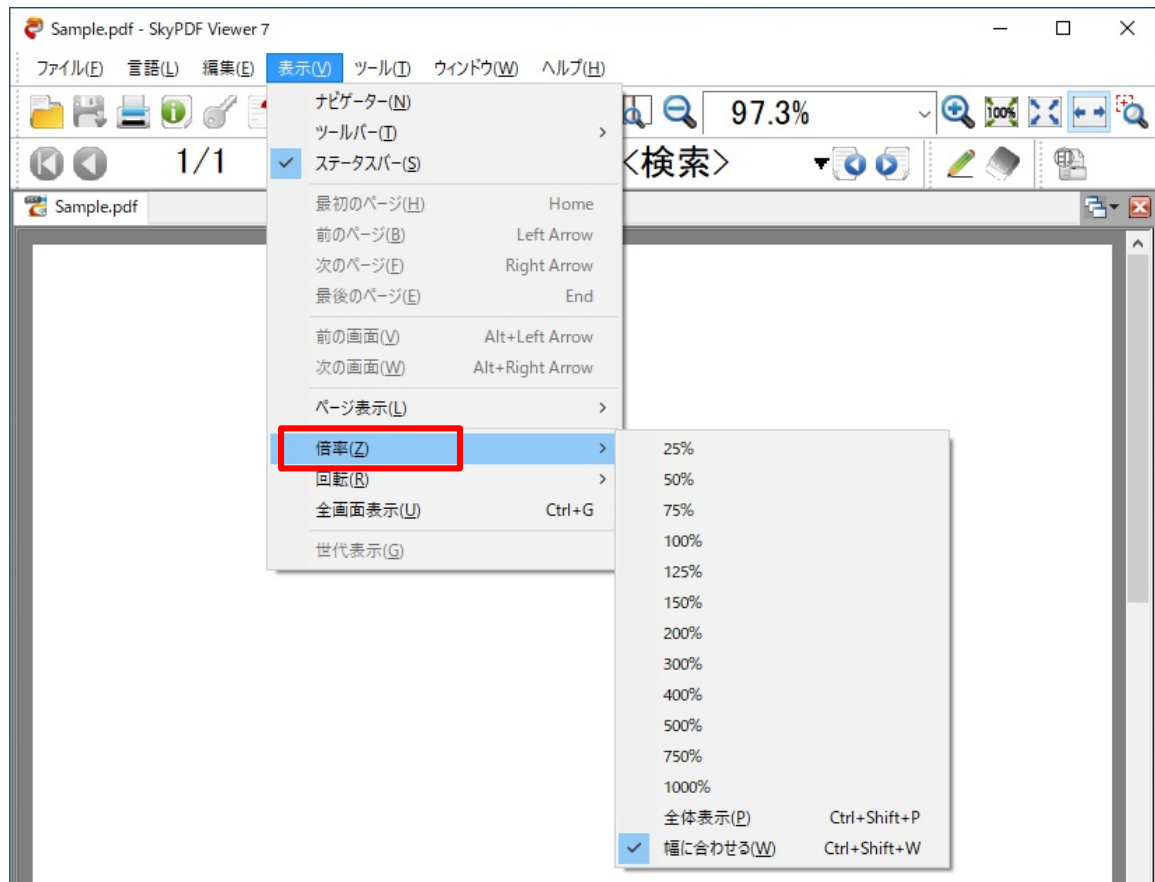 Sample.pdf - SkyPDF Viewer 7
ファイル(F) 言語(L) 編集(E) 表示(V) ツール(T) ウィンドウ(W) ヘルプ(H)
97.3% 100%
1/1 <検索>
Sample.pdf
ナビゲーター(N)
ツールバー(T)
ステータスバー(S)
最初のページ(H) Home
前のページ(B) Left Arrow
次のページ(F) Right Arrow
最後のページ(E) End
前の画面(V) Alt+Left Arrow
次の画面(W) Alt+Right Arrow
ページ表示(L)
倍率(Z)
回転(R)
全画面表示(U) Ctrl+G
世代表示(G)
25%
50%
75%
100%
125%
150%
200%
300%
400%
500%
750%
1000%
全体表示(P) Ctrl+Shift+P
幅に合わせる(W) Ctrl+Shift+W